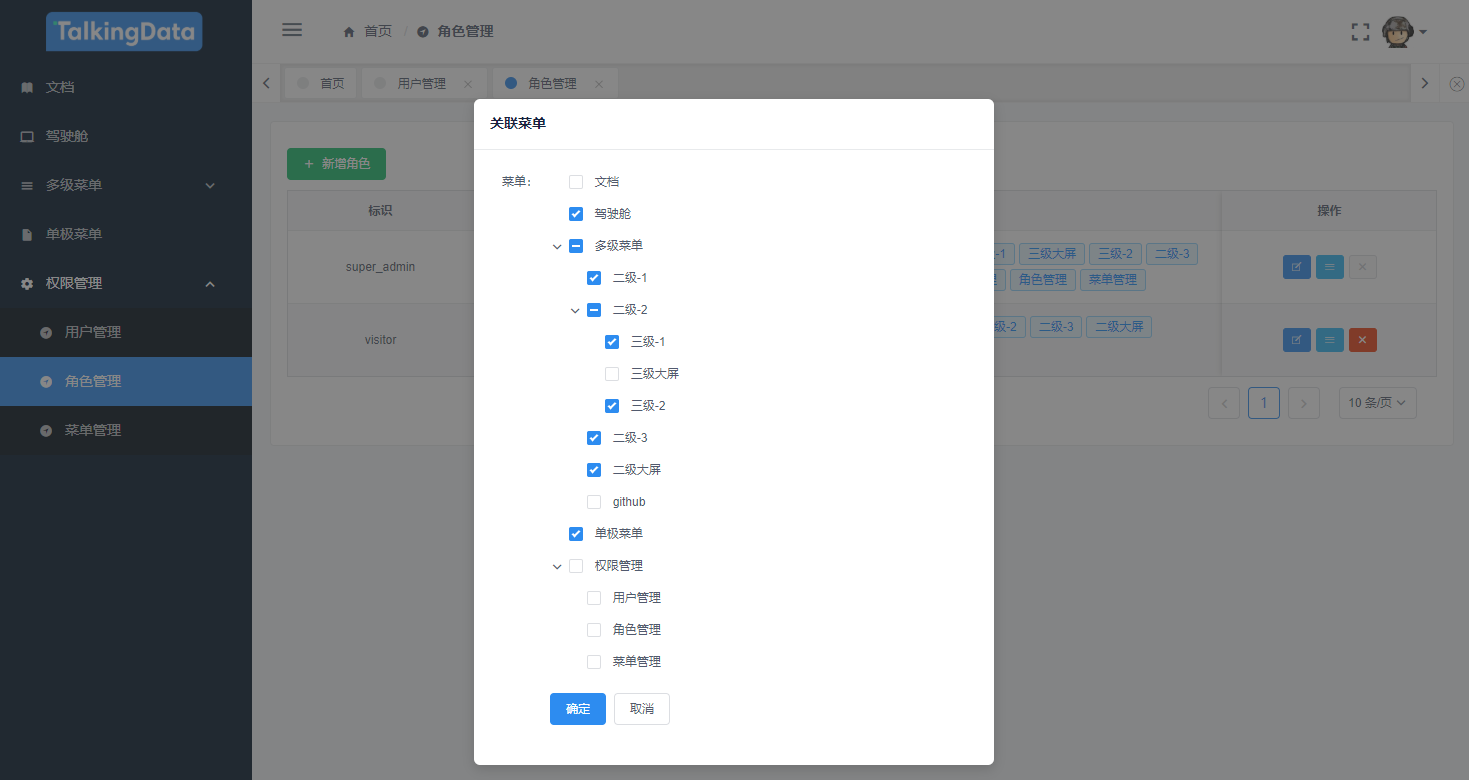 TalkingData
首页 / 角色管理
文档
驾驶舱
多级菜单
单极菜单
权限管理
用户管理
角色管理
菜单管理
首页 用户管理 角色管理
新增角色
标识 操作
super_admin
-1 三级大屏 三级-2 二级-3
角色管理 菜单管理
visitor
级-2 二级-3 二级大屏
1 10 条/页
关联菜单
菜单:
文档
驾驶舱
多级菜单
二级-1
二级-2
三级-1
三级大屏
三级-2
二级-3
二级大屏
github
单极菜单
权限管理
用户管理
角色管理
菜单管理
确定 取消